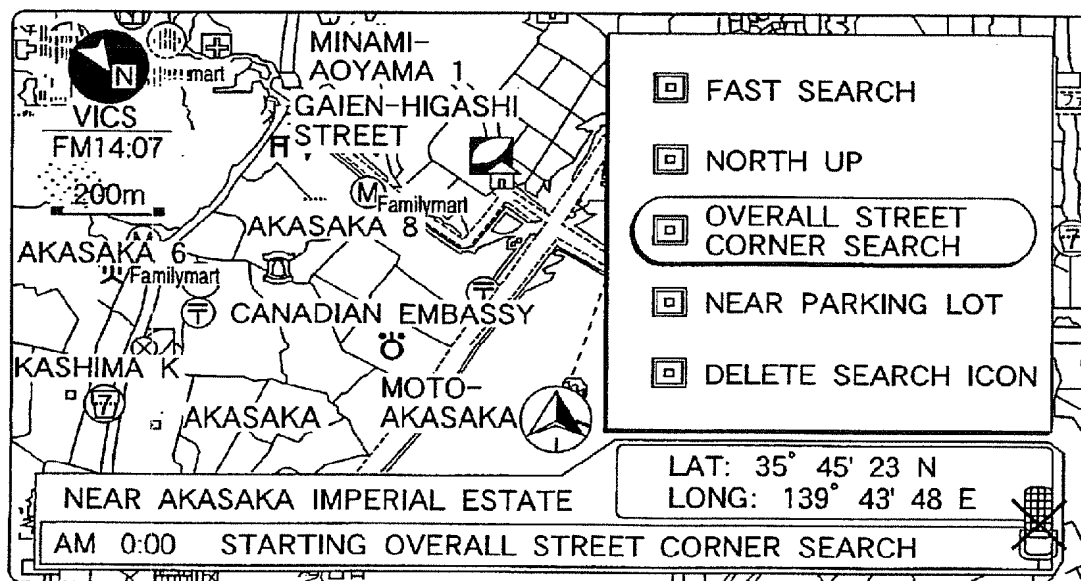 MINAMI-
AOYAMA 1
mart
N
VICS
GAIEN-HIGASHI
STREET
FM14:07
200m
M
Familymart
AKASAKA 8
AKASAKA 6
Familymart
CANADIAN EMBASSY
KASHIMA K
7
MOTO-
AKASAKA
AKASAKA
FAST SEARCH
NORTH UP
OVERALL STREET
CORNER SEARCH
NEAR PARKING LOT
DELETE SEARCH ICON
7
LAT: 35° 45' 23 N
LONG: 139° 43' 48 E
NEAR AKASAKA IMPERIAL ESTATE
AM 0:00 STARTING OVERALL STREET CORNER SEARCH